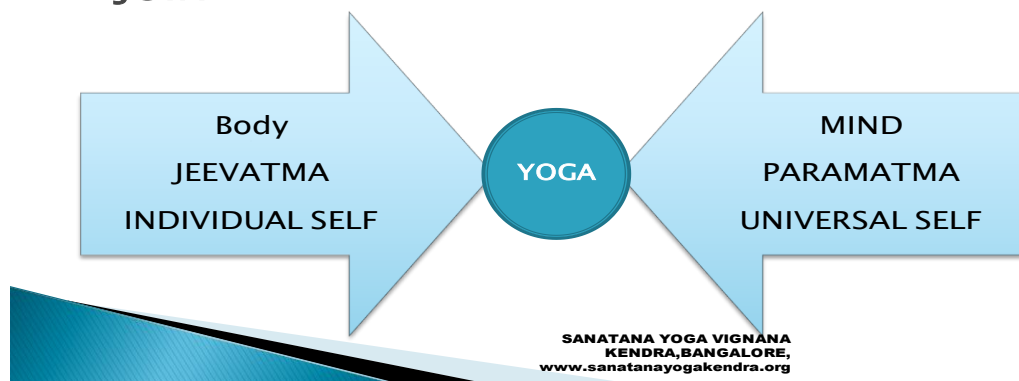 Body
JEEVATMA
INDIVIDUAL SELF
YOGA
MIND
PARAMATMA
UNIVERSAL SELF
SANATANA YOGA VIGNANA
KENDRA,BANGALORE,
www.sanatanayogakendra.org